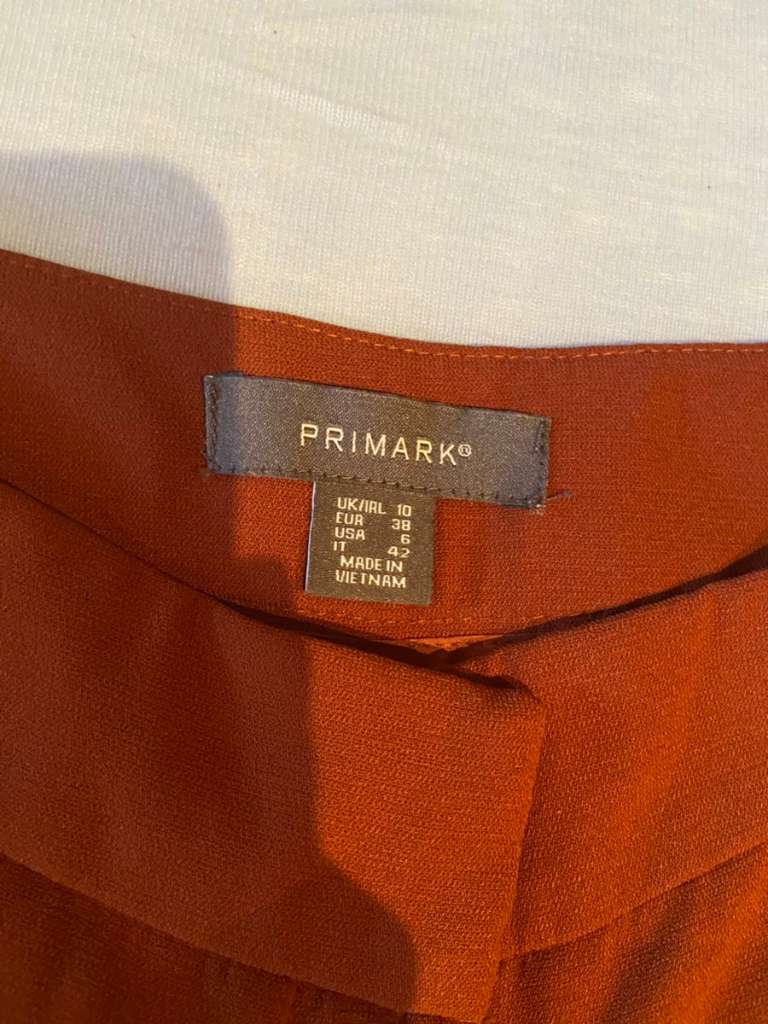 PRIMARK®
UK/IRL 10
EUR 38
USA 6
IT 42
MADE IN
VIETNAM